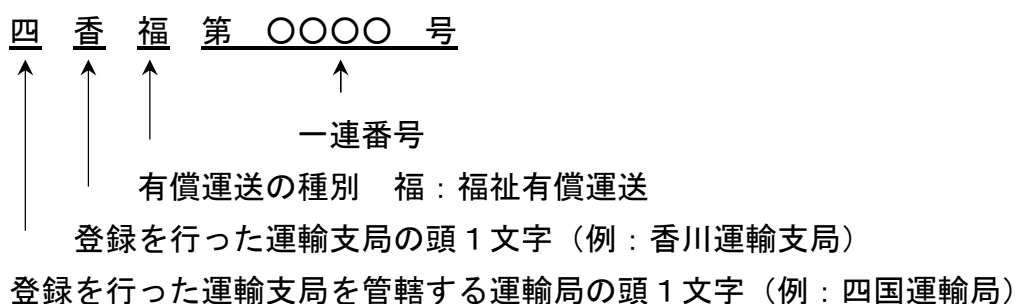 四 香 福 第 〇〇〇〇 号
一連番号
有償運送の種別 福：福祉有償運送
登録を行った運輸支局の頭１文字（例：香川運輸支局）
登録を行った運輸支局を管轄する運輸局の頭１文字（例：四国運輸局）